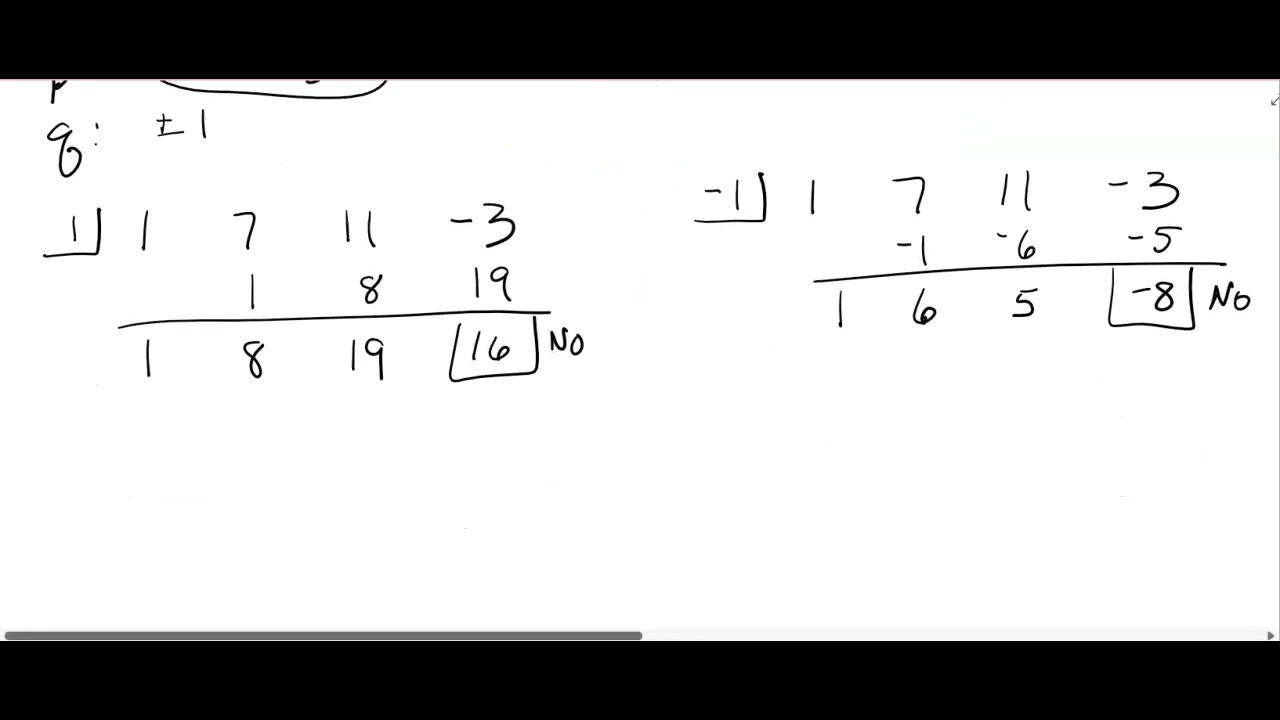 q: ± 1
1 1 7 11 -3
1 8 19
1 8 19 16 NO
-1 1 7 11 -3
-1 -6 -5
1 6 5 -8 NO